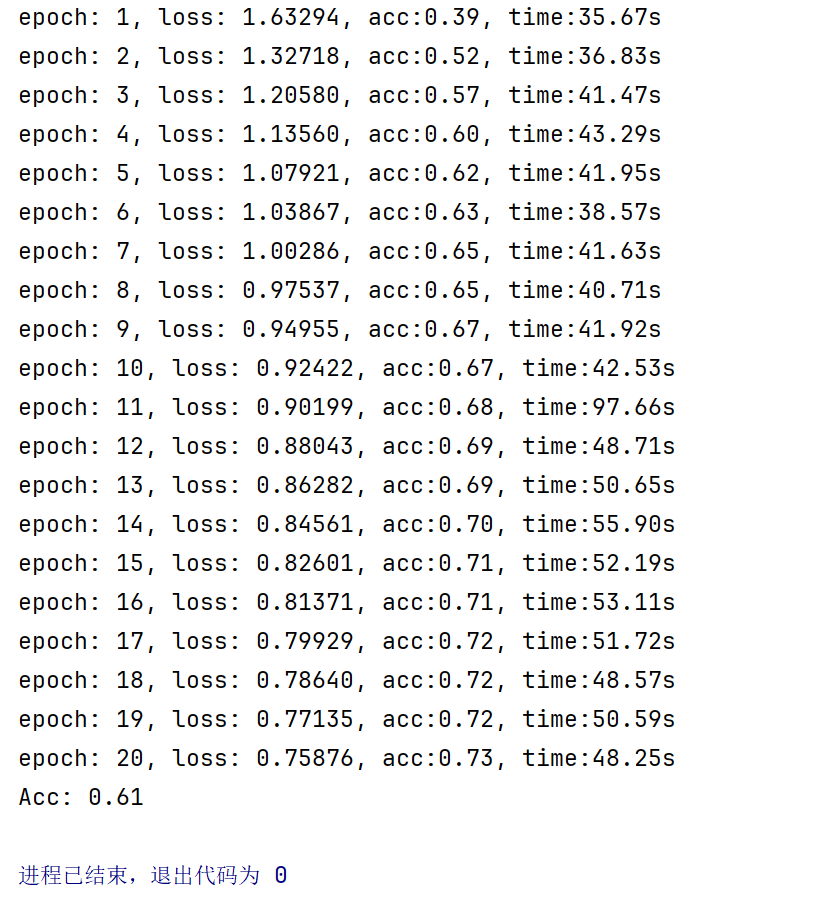 epoch: 1, loss: 1.63294, acc:0.39, time:35.67s
epoch: 2, loss: 1.32718, acc:0.52, time:36.83s
epoch: 3, loss: 1.20580, acc:0.57, time:41.47s
epoch: 4, loss: 1.13560, acc:0.60, time:43.29s
epoch: 5, loss: 1.07921, acc:0.62, time:41.95s
epoch: 6, loss: 1.03867, acc:0.63, time:38.57s
epoch: 7, loss: 1.00286, acc:0.65, time:41.63s
epoch: 8, loss: 0.97537, acc:0.65, time:40.71s
epoch: 9, loss: 0.94955, acc:0.67, time:41.92s
epoch: 10, loss: 0.92422, acc:0.67, time:42.53s
epoch: 11, loss: 0.90199, acc:0.68, time:97.66s
epoch: 12, loss: 0.88043, acc:0.69, time:48.71s
epoch: 13, loss: 0.86282, acc:0.69, time:50.65s
epoch: 14, loss: 0.84561, acc:0.70, time:55.90s
epoch: 15, loss: 0.82601, acc:0.71, time:52.19s
epoch: 16, loss: 0.81371, acc:0.71, time:53.11s
epoch: 17, loss: 0.79929, acc:0.72, time:51.72s
epoch: 18, loss: 0.78640, acc:0.72, time:48.57s
epoch: 19, loss: 0.77135, acc:0.72, time:50.59s
epoch: 20, loss: 0.75876, acc:0.73, time:48.25s
Acc: 0.61
进程已结束，退出代码为 0